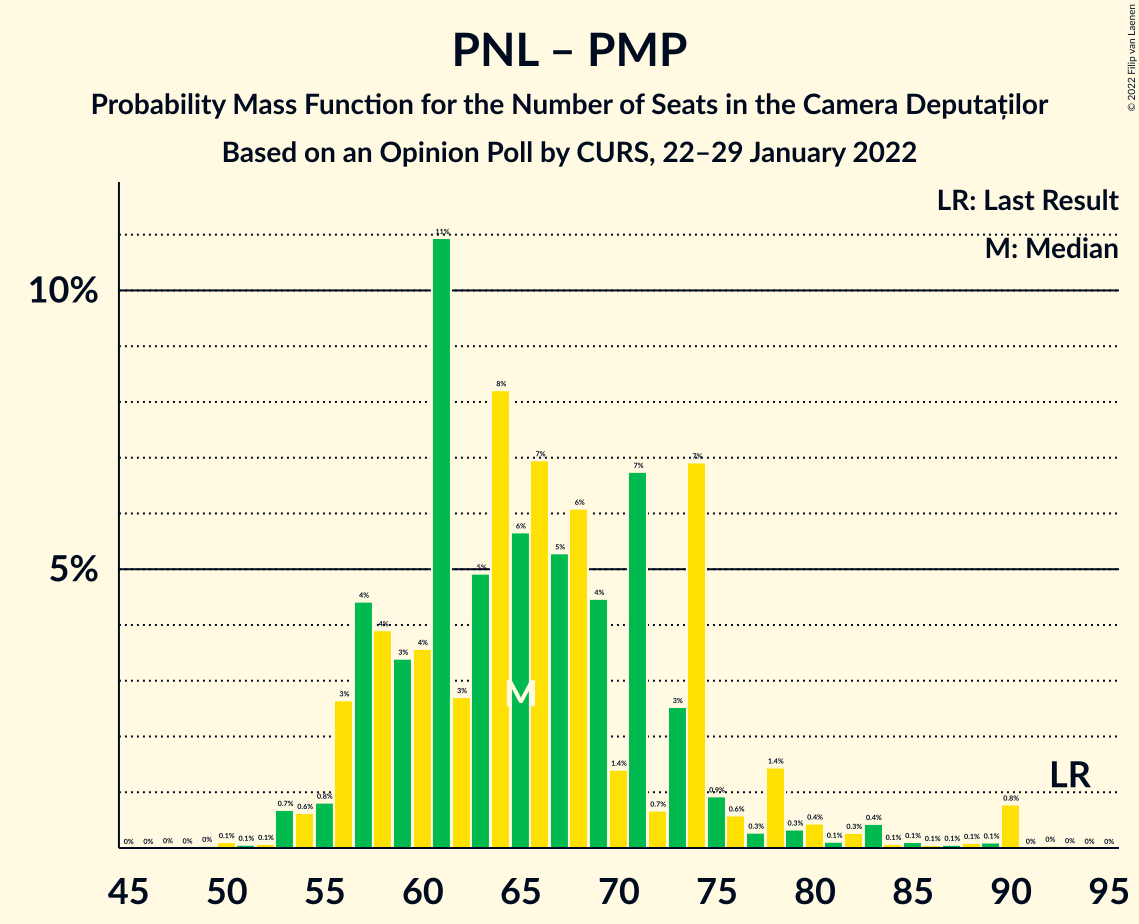 PNL – PMP
Probability Mass Function for the Number of Seats in the Camera Deputaților
Based on an Opinion Poll by CURS, 22–29 January 2022
© 2022 Filip van Laenen
LR: Last Result
M: Median
10%
5%
0% 0% 0% 0% 0% 0.1% 0.1% 0.1% 0.7% 0.6% 0.8% 3% 4% 4% 3% 4% 11% 3% 5% 8% 6% 7% 5% 6% 4% 1.4% 7% 0.7% 3% 7% 0.9% 0.6% 0.3% 1.4% 0.3% 0.4% 0.1% 0.3% 0.4% 0.1% 0.1% 0.1% 0.1% 0.1% 0.1% 0.8% 0% 0% 0% 0% 0%
M
LR
45 50 55 60 65 70 75 80 85 90 95